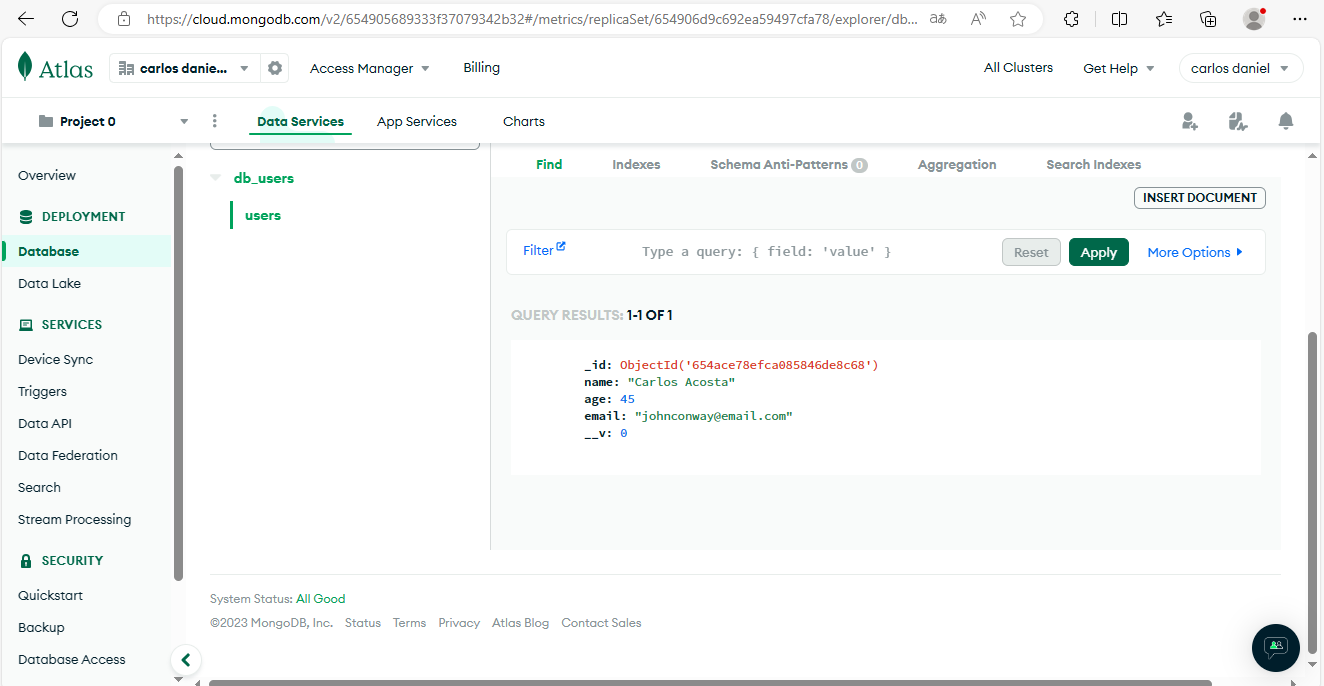 https://cloud.mongodb.com/v2/654905689333f37079342b32#/metrics/replicaSet/654906d9c692ea59497cfa78/explorer/db...
Atlas
carlos danie...
Access Manager
Billing
All Clusters
Get Help
carlos daniel
Project 0
Data Services
App Services
Charts
Overview
DEPLOYMENT
Database
Data Lake
SERVICES
Device Sync
Triggers
Data API
Data Federation
Search
Stream Processing
SECURITY
Quickstart
Backup
Database Access
db_users
users
Find
Indexes
Schema Anti-Patterns 0
Aggregation
Search Indexes
INSERT DOCUMENT
Filter
Type a query: { field: 'value' }
Reset
Apply
More Options
QUERY RESULTS: 1-1 OF 1
_id: ObjectId('654ace78efca085846de8c68')
name: "Carlos Acosta"
age: 45
email: "johnconway@email.com"
__v: 0
System Status: All Good
©2023 MongoDB, Inc. Status Terms Privacy Atlas Blog Contact Sales